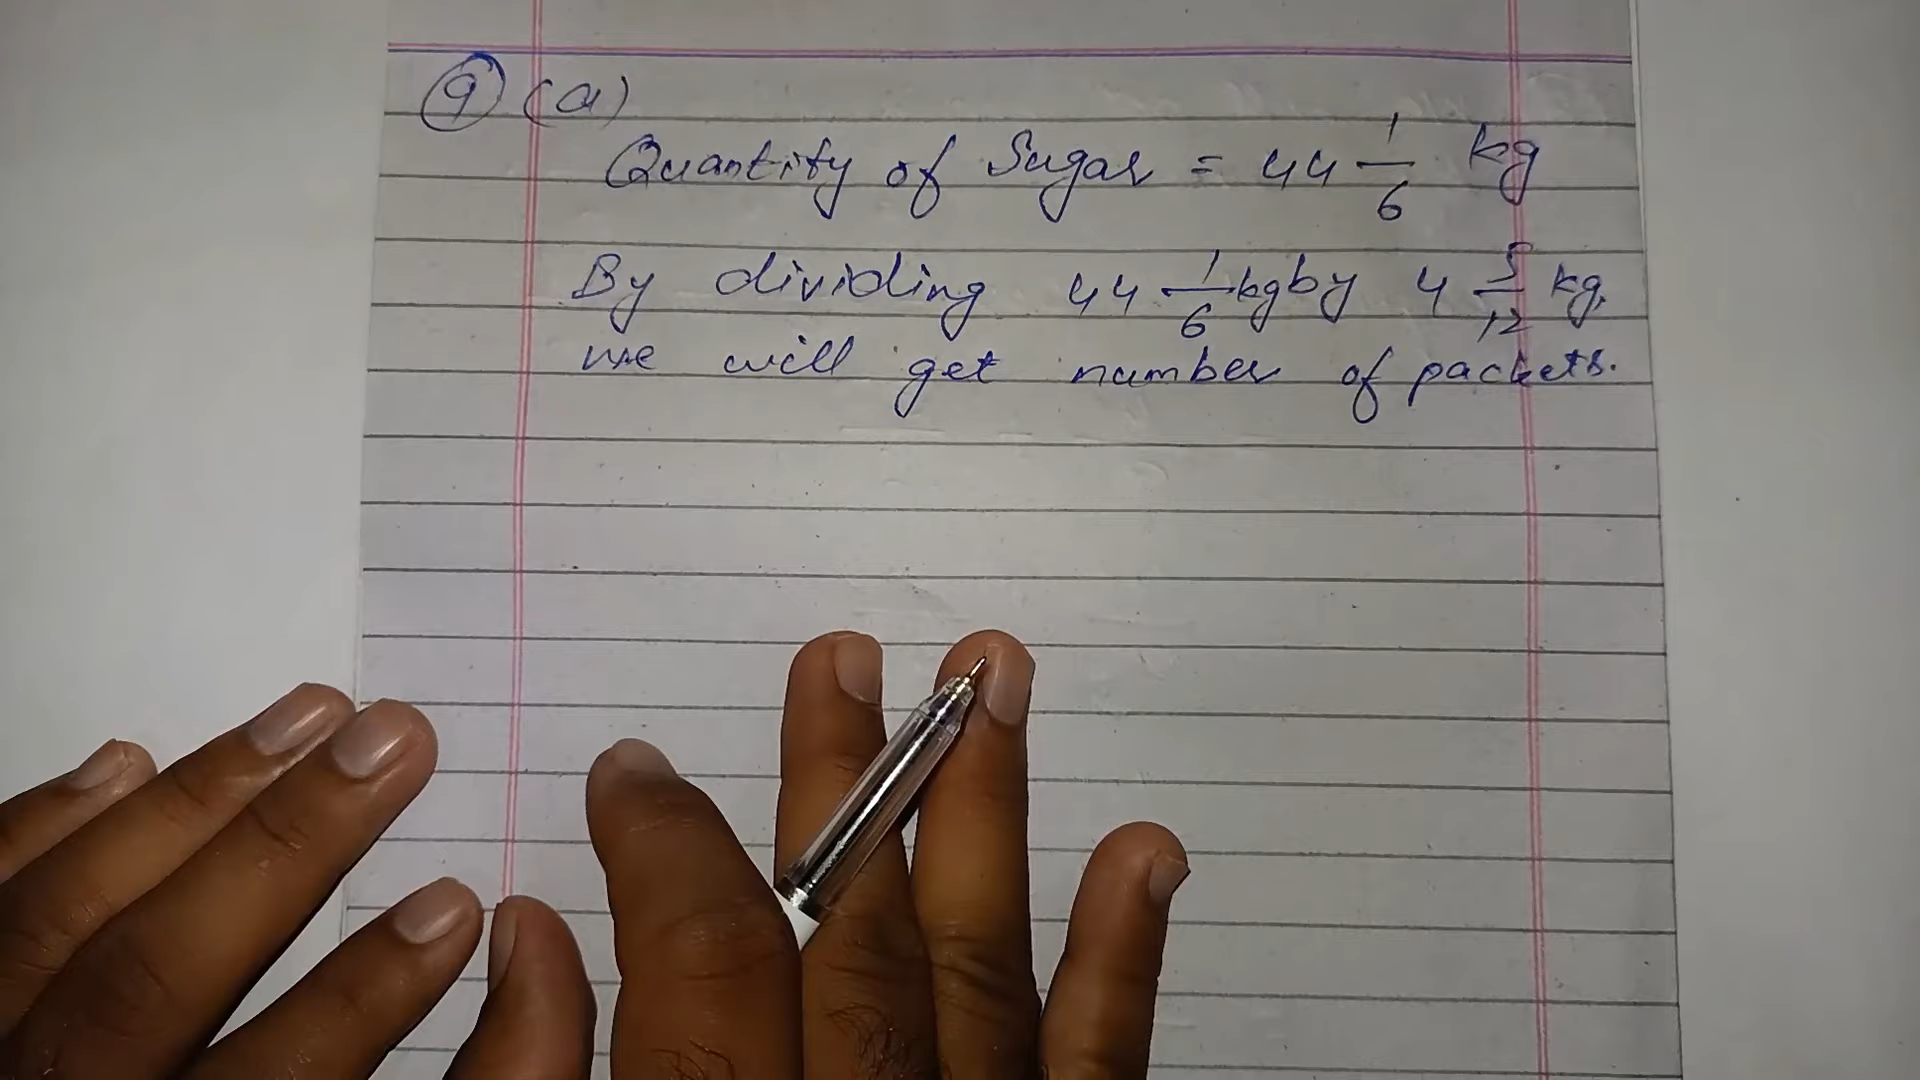 9 (a)
Quantity of Sugar = 44 1/6 kg
By dividing 44 1/6 kg by 4 5/12 kg,
we will get number of packets.